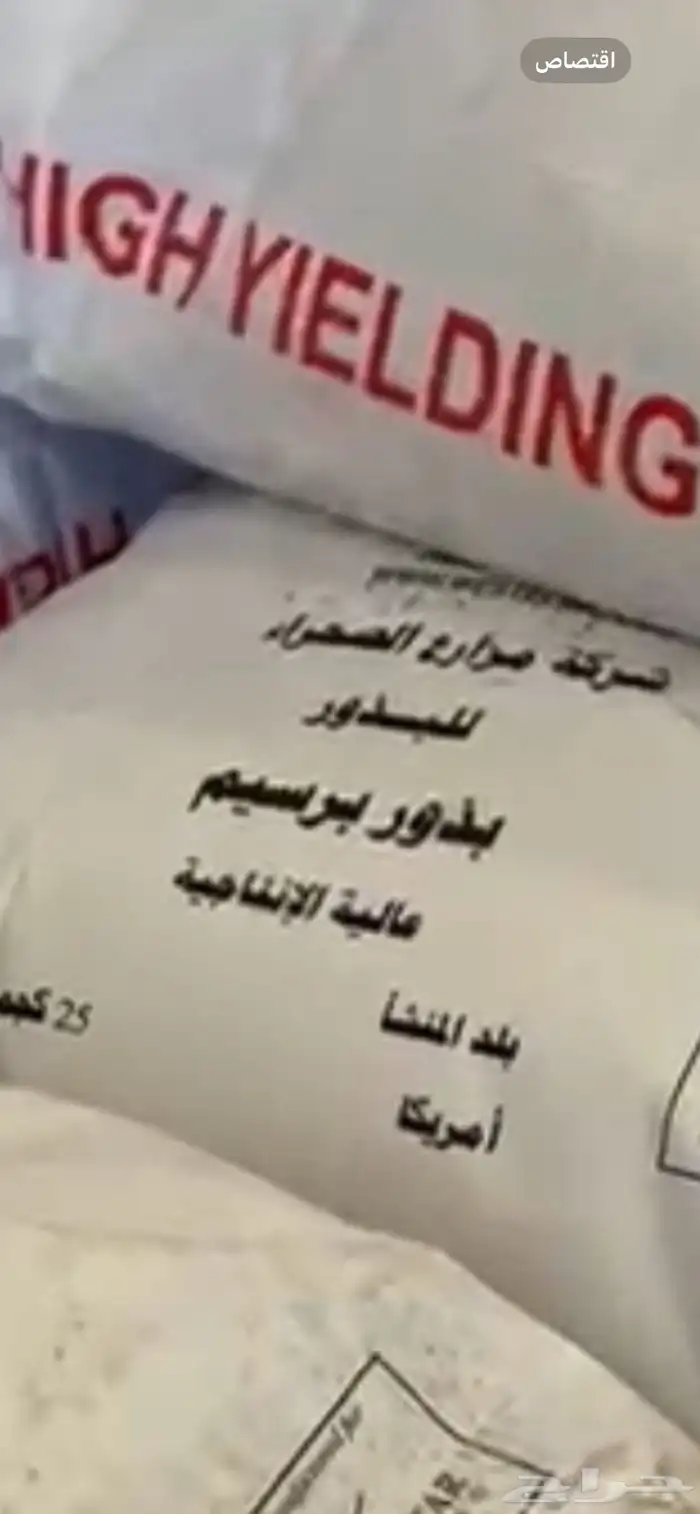 اقتصاص
HIGH YIELDING
شركة مزارع الصحراء
للبذور
بذور برسيم
عالية الإنتاجية
بلد المنشأ
25 كجم
أمريكا
حراج